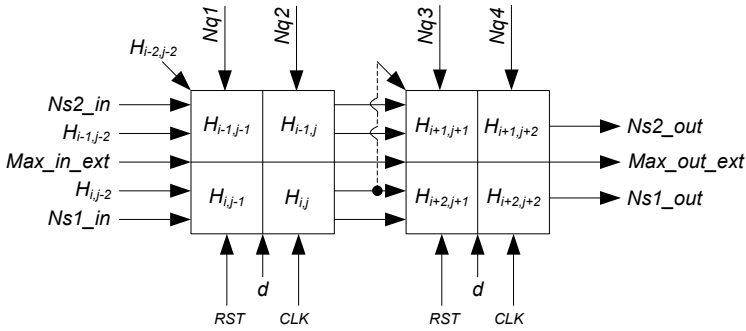 Nq1 Nq2 Nq3 Nq4
H_{i-2,j-2}
Ns2_in
H_{i-1,j-2}
Max_in_ext
H_{i,j-2}
Ns1_in
H_{i-1,j-1} H_{i-1,j}
H_{i,j-1} H_{i,j}
H_{i+1,j+1} H_{i+1,j+2}
H_{i+2,j+1} H_{i+2,j+2}
Ns2_out
Max_out_ext
Ns1_out
d d
RST CLK RST CLK